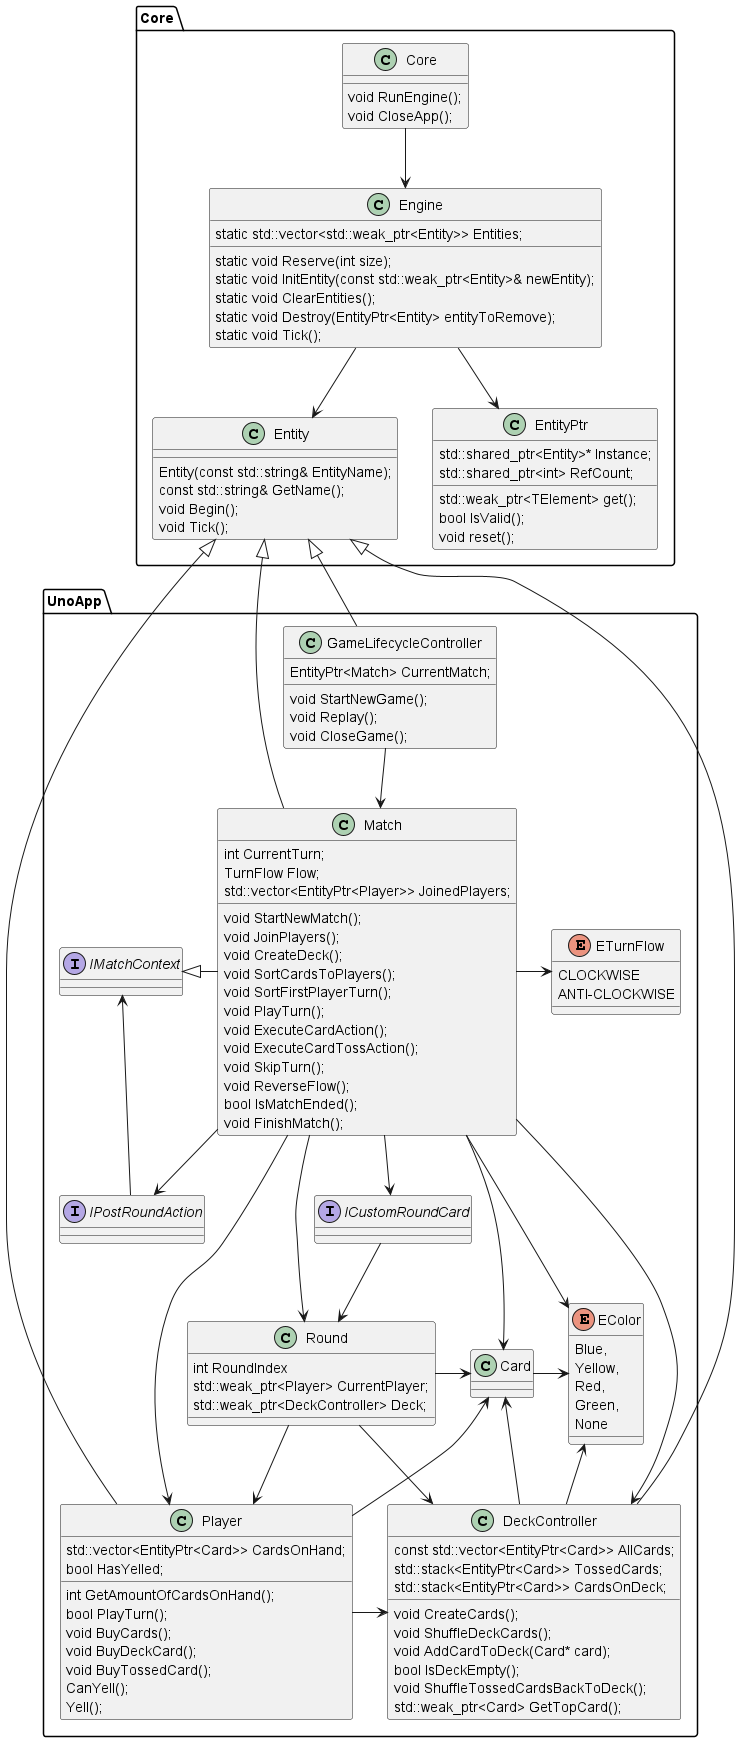 Core
C Core
void RunEngine();
void CloseApp();
C Engine
static std::vector<std::weak_ptr<Entity>> Entities;
static void Reserve(int size);
static void InitEntity(const std::weak_ptr<Entity>& newEntity);
static void ClearEntities();
static void Destroy(EntityPtr<Entity> entityToRemove);
static void Tick();
C Entity
Entity(const std::string& EntityName);
const std::string& GetName();
void Begin();
void Tick();
C EntityPtr
std::shared_ptr<Entity>* Instance;
std::shared_ptr<int> RefCount;
std::weak_ptr<TElement> get();
bool IsValid();
void reset();
UnoApp
C GameLifecycleController
EntityPtr<Match> CurrentMatch;
void StartNewGame();
void Replay();
void CloseGame();
C Match
int CurrentTurn;
TurnFlow Flow;
std::vector<EntityPtr<Player>> JoinedPlayers;
void StartNewMatch();
void JoinPlayers();
void CreateDeck();
void SortCardsToPlayers();
void SortFirstPlayerTurn();
void PlayTurn();
void ExecuteCardAction();
void ExecuteCardTossAction();
void SkipTurn();
void ReverseFlow();
bool IsMatchEnded();
void FinishMatch();
I IMatchContext
E ETurnFlow
CLOCKWISE
ANTI-CLOCKWISE
I IPostRoundAction
I ICustomRoundCard
C Round
int RoundIndex
std::weak_ptr<Player> CurrentPlayer;
std::weak_ptr<DeckController> Deck;
C Card
E EColor
Blue,
Yellow,
Red,
Green,
None
C Player
std::vector<EntityPtr<Card>> CardsOnHand;
bool HasYelled;
int GetAmountOfCardsOnHand();
bool PlayTurn();
void BuyCards();
void BuyDeckCard();
void BuyTossedCard();
CanYell();
Yell();
C DeckController
const std::vector<EntityPtr<Card>> AllCards;
std::stack<EntityPtr<Card>> TossedCards;
std::stack<EntityPtr<Card>> CardsOnDeck;
void CreateCards();
void ShuffleDeckCards();
void AddCardToDeck(Card* card);
bool IsDeckEmpty();
void ShuffleTossedCardsBackToDeck();
std::weak_ptr<Card> GetTopCard();